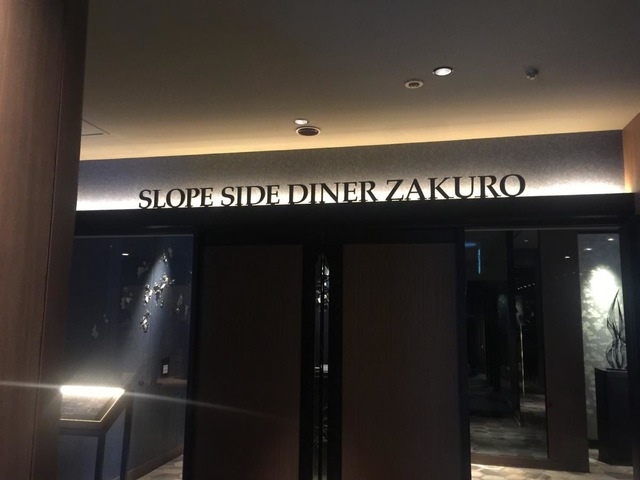 SLOPE SIDE DINER ZAKURO